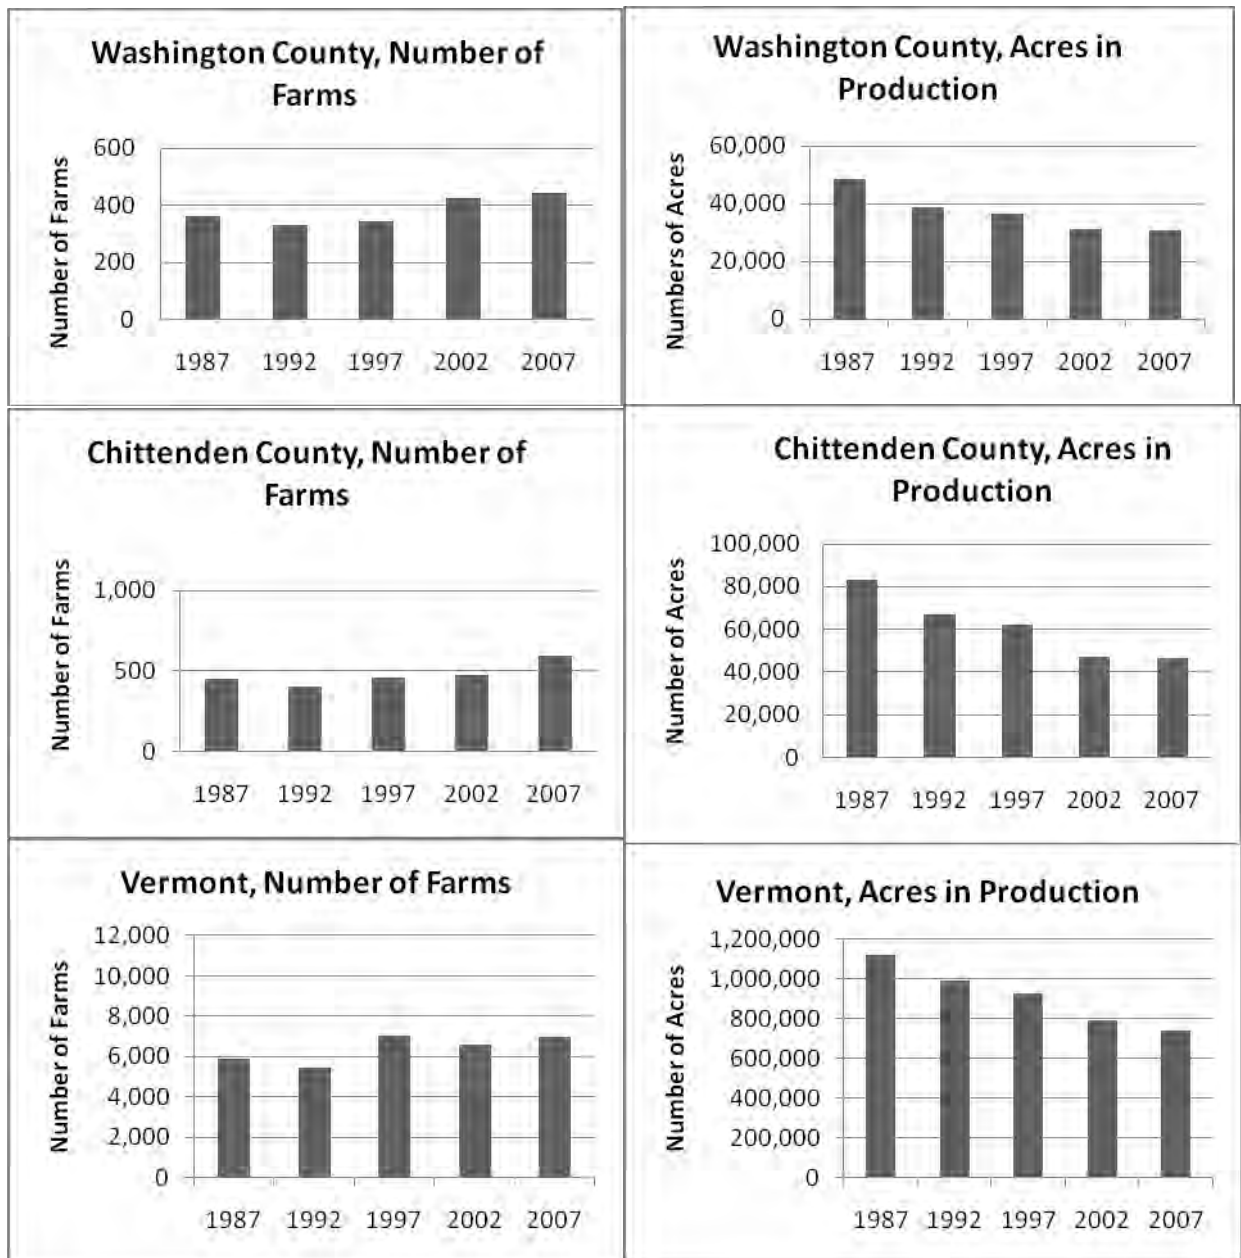 Washington County, Number of
Farms
Number of Farms
600
400
200
0
1987 1992 1997 2002 2007
Washington County, Acres in
Production
Numbers of Acres
60,000
40,000
20,000
0
1987 1992 1997 2002 2007
Chittenden County, Number of
Farms
Number of Farms
1,000
500
0
1987 1992 1997 2002 2007
Chittenden County, Acres in
Production
Number of Acres
100,000
80,000
60,000
40,000
20,000
0
1987 1992 1997 2002 2007
Vermont, Number of Farms
Number of Farms
12,000
10,000
8,000
6,000
4,000
2,000
0
1987 1992 1997 2002 2007
Vermont, Acres in Production
Number of Acres
1,200,000
1,000,000
800,000
600,000
400,000
200,000
0
1987 1992 1997 2002 2007